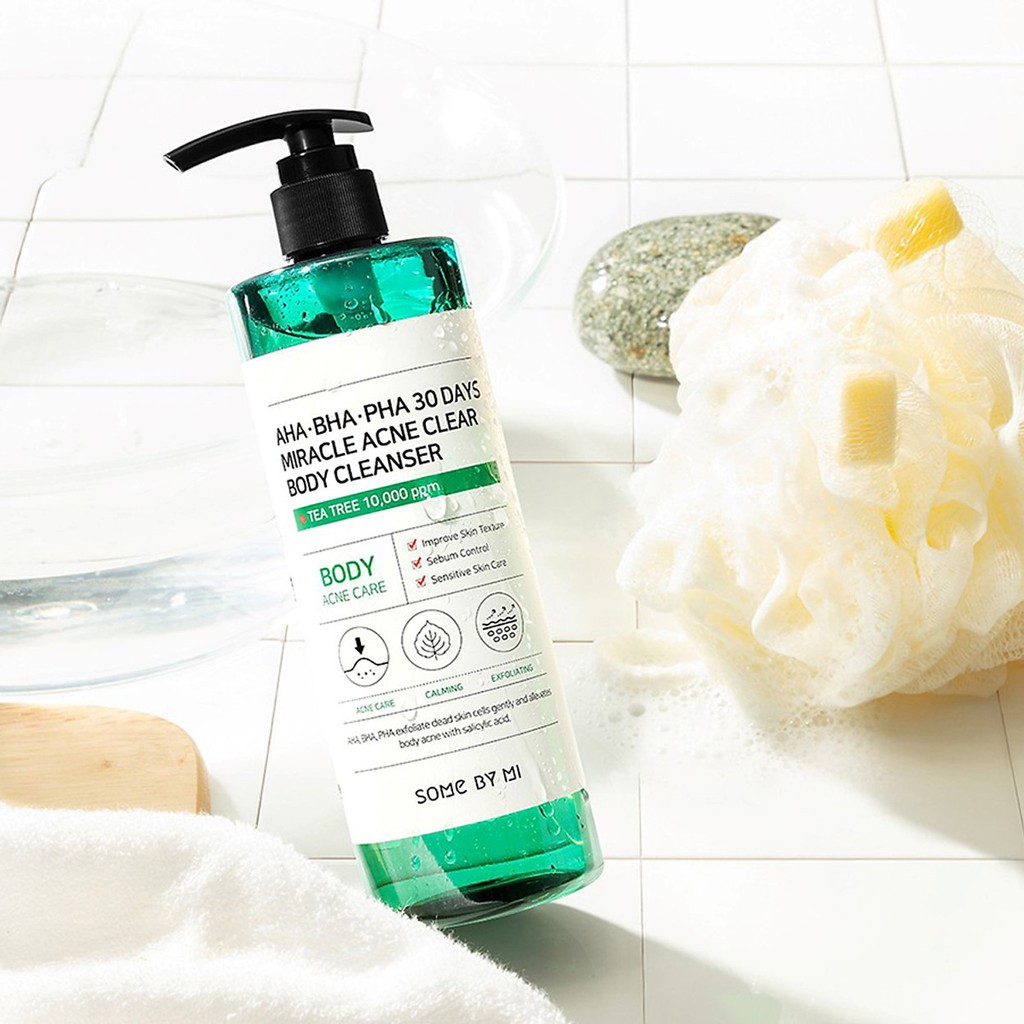 AHA·BHA·PHA 30 DAYS
MIRACLE ACNE CLEAR
BODY CLEANSER
TEA TREE 10,000 ppm
BODY
ACNE CARE
Improve Skin Texture
Sebum Control
Sensitive Skin Care
ACNE CARE
CALMING
EXFOLIATING
AHA, BHA, PHA exfoliate dead skin cells gently and alleviates
body acne with salicylic acid.
SOME BY MI